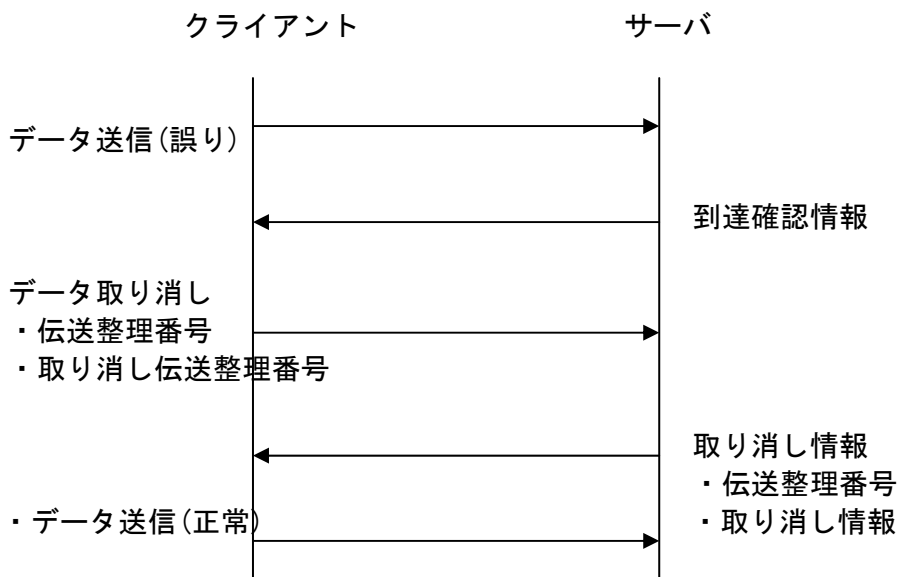 クライアント サーバ
データ送信(誤り)
到達確認情報
データ取り消し
・伝送整理番号
・取り消し伝送整理番号
取り消し情報
・伝送整理番号
・取り消し情報
・データ送信(正常)